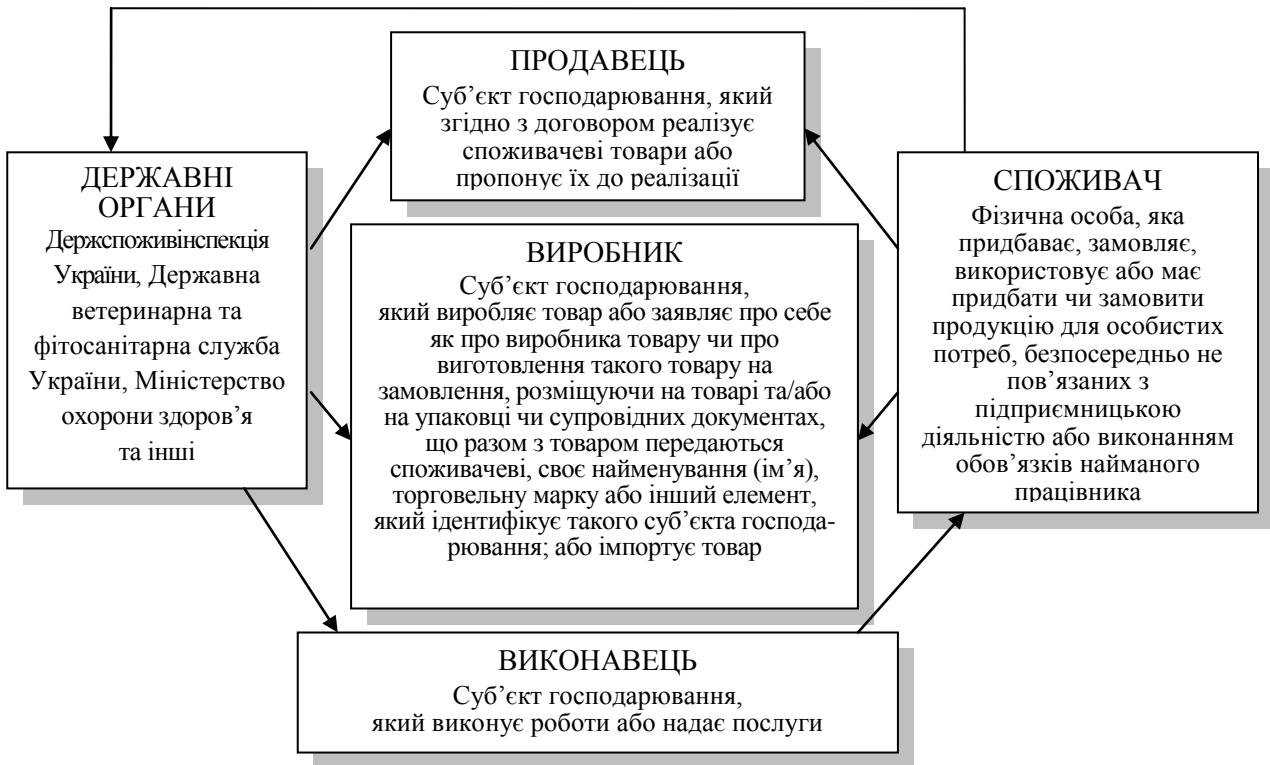 ПРОДАВЕЦЬ
Суб’єкт господарювання, який
згідно з договором реалізує
споживачеві товари або
пропонує їх до реалізації
ДЕРЖАВНІ
ОРГАНИ
Держспоживінспекція
України, Державна
ветеринарна та
фітосанітарна служба
України, Міністерство
охорони здоров’я
та інші
ВИРОБНИК
Суб’єкт господарювання,
який виробляє товар або заявляє про себе
як про виробника товару чи про
виготовлення такого товару на
замовлення, розміщуючи на товарі та/або
на упаковці чи супровідних документах,
що разом з товаром передаються
споживачеві, своє найменування (ім’я),
торговельну марку або інший елемент,
який ідентифікує такого суб’єкта господа-
рювання; або імпортує товар
СПОЖИВАЧ
Фізична особа, яка
придбаває, замовляє,
використовує або має
придбати чи замовити
продукцію для особистих
потреб, безпосередньо не
пов’язаних з
підприємницькою
діяльністю або виконанням
обов’язків найманого
працівника
ВИКОНАВЕЦЬ
Суб’єкт господарювання,
який виконує роботи або надає послуги